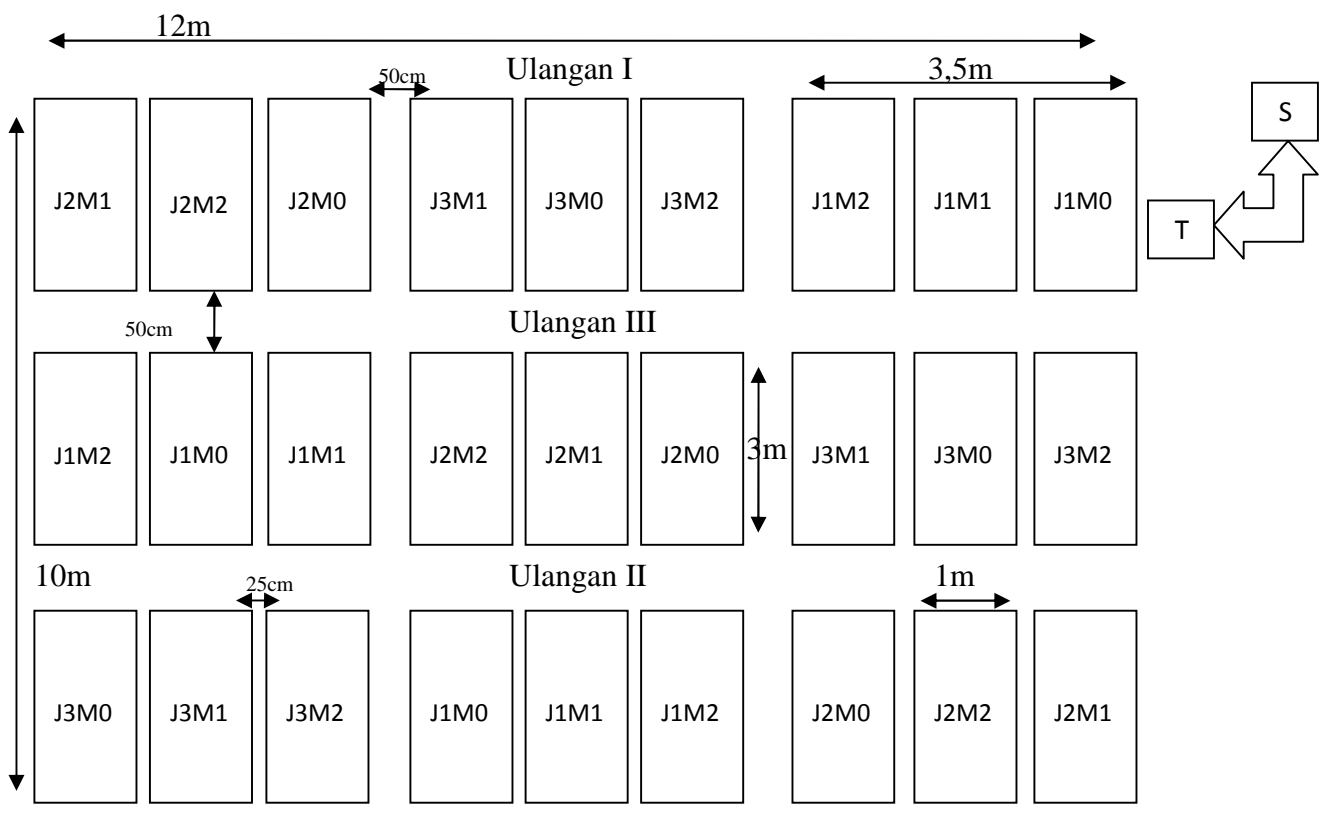 12m
50cm
Ulangan I
3,5m
S
J2M1
J2M2
J2M0
J3M1
J3M0
J3M2
J1M2
J1M1
J1M0
T
50cm
Ulangan III
J1M2
J1M0
J1M1
J2M2
J2M1
J2M0
3m
J3M1
J3M0
J3M2
10m
25cm
Ulangan II
1m
J3M0
J3M1
J3M2
J1M0
J1M1
J1M2
J2M0
J2M2
J2M1